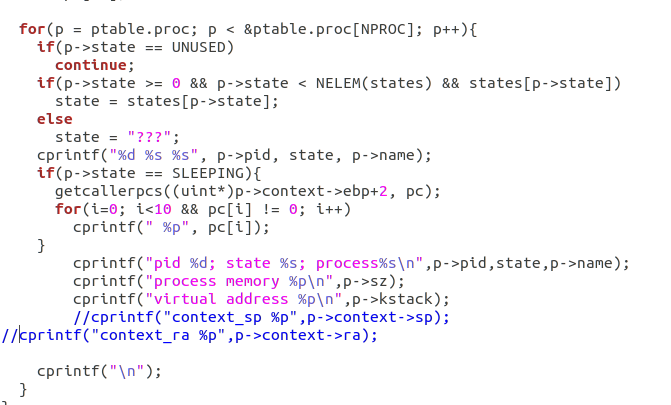 for(p = ptable.proc; p < &ptable.proc[NPROC]; p++){
if(p->state == UNUSED)
continue;
if(p->state >= 0 && p->state < NELEM(states) && states[p->state])
state = states[p->state];
else
state = "???";
cprintf("%d %s %s", p->pid, state, p->name);
if(p->state == SLEEPING){
getcallerpcs((uint*)p->context->ebp+2, pc);
for(i=0; i<10 && pc[i] != 0; i++)
cprintf(" %p", pc[i]);
}
cprintf("pid %d; state %s; process%s\n",p->pid,state,p->name);
cprintf("process memory %p\n",p->sz);
cprintf("virtual address %p\n",p->kstack);
//cprintf("context_sp %p",p->context->sp);
//cprintf("context_ra %p",p->context->ra);
cprintf("\n");
}